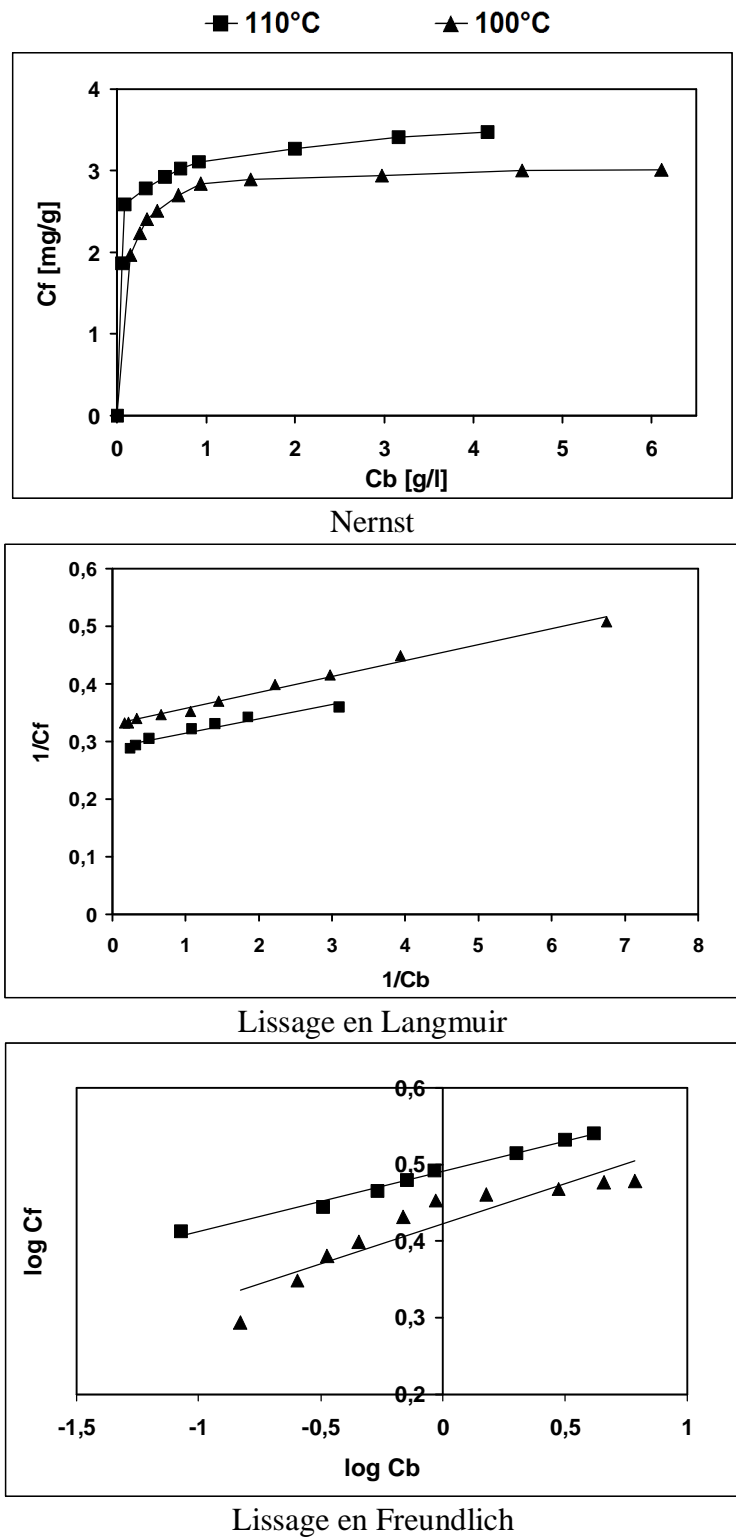 110°C 100°C
4
3
2
1
0
Cf [mg/g]
0 1 2 3 4 5 6
Cb [g/l]
Nernst
0,6
0,5
0,4
0,3
0,2
0,1
0
1/Cf
0 1 2 3 4 5 6 7 8
1/Cb
Lissage en Langmuir
0,6
0,5
0,4
0,3
0,2
log Cf
-1,5 -1 -0,5 0 0,5 1
log Cb
Lissage en Freundlich